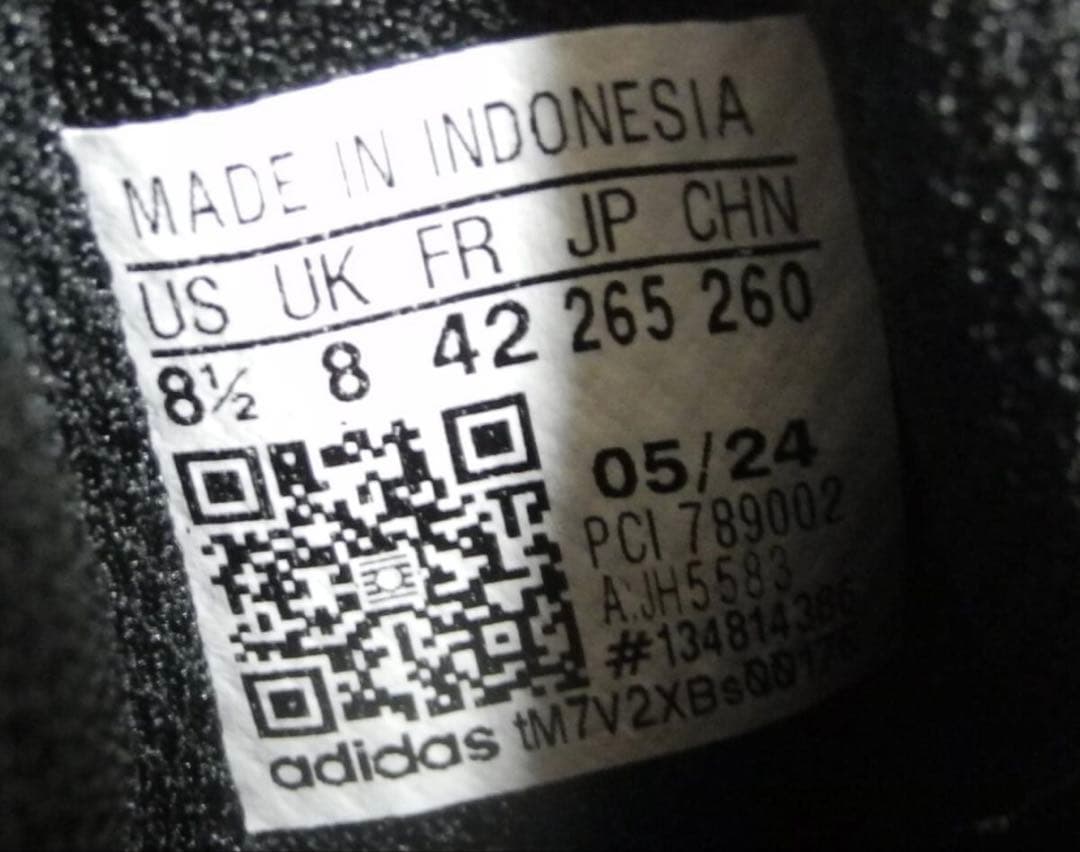 MADE IN INDONESIA
US UK FR JP CHN
8½ 8 42 265 260
05/24
PCI 789002
A:JH5583
#134814386
adidas